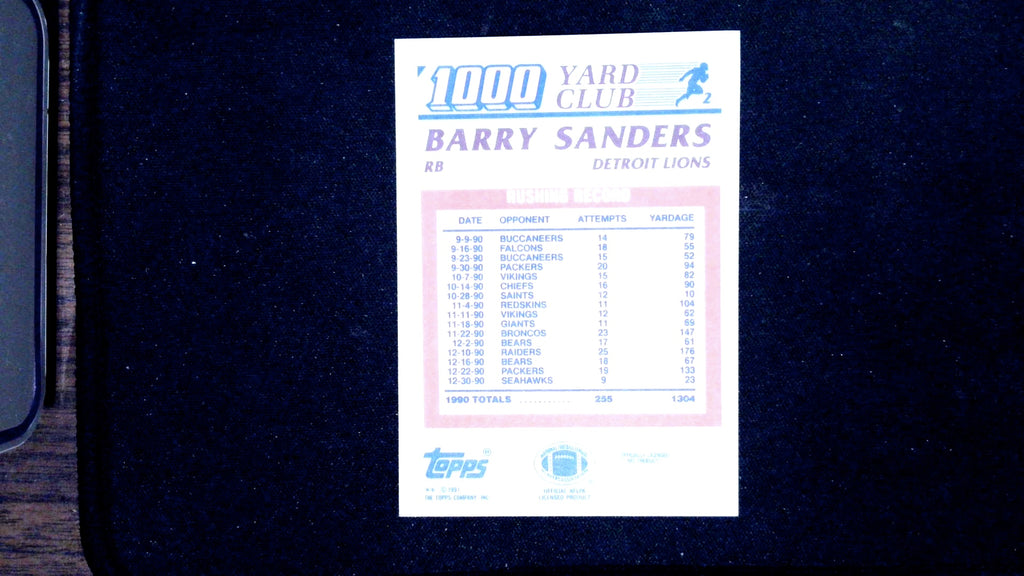 1000 YARD CLUB
2
BARRY SANDERS
RB DETROIT LIONS
RUSHING RECORD
DATE OPPONENT ATTEMPTS YARDAGE
9-9-90 BUCCANEERS 14 79
9-16-90 FALCONS 18 55
9-23-90 BUCCANEERS 15 52
9-30-90 PACKERS 20 94
10-7-90 VIKINGS 15 82
10-14-90 CHIEFS 16 90
10-28-90 SAINTS 12 10
11-4-90 REDSKINS 11 104
11-11-90 VIKINGS 12 62
11-18-90 GIANTS 11 69
11-22-90 BRONCOS 23 147
12-2-90 BEARS 17 61
12-10-90 RAIDERS 25 176
12-16-90 BEARS 18 67
12-22-90 PACKERS 19 133
12-30-90 SEAHAWKS 9 23
1990 TOTALS ........... 255 1304
Topps ®
** © 1991
THE TOPPS COMPANY, INC.
OFFICIAL NFLPA
LICENSED PRODUCT